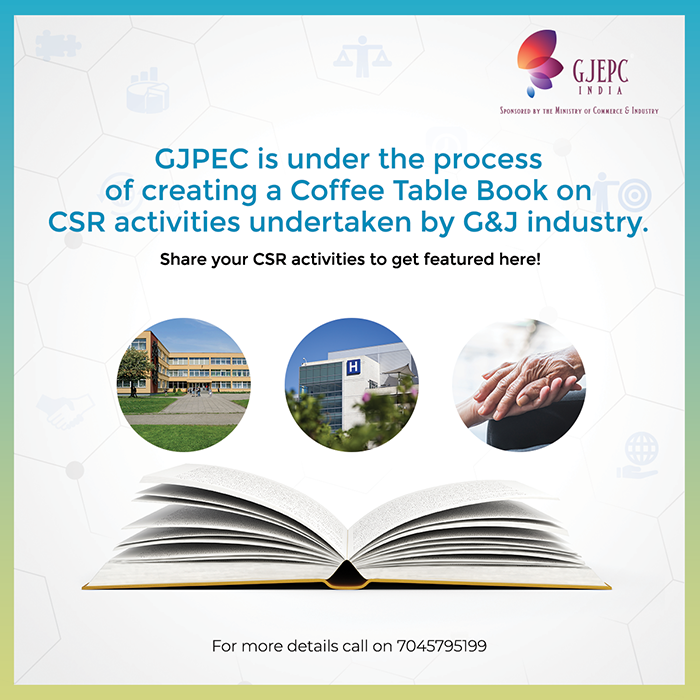 GJEPC
INDIA
SPONSORED BY THE MINISTRY OF COMMERCE & INDUSTRY
GJPEC is under the process
of creating a Coffee Table Book on
CSR activities undertaken by G&J industry.
Share your CSR activities to get featured here!
H
For more details call on 7045795199